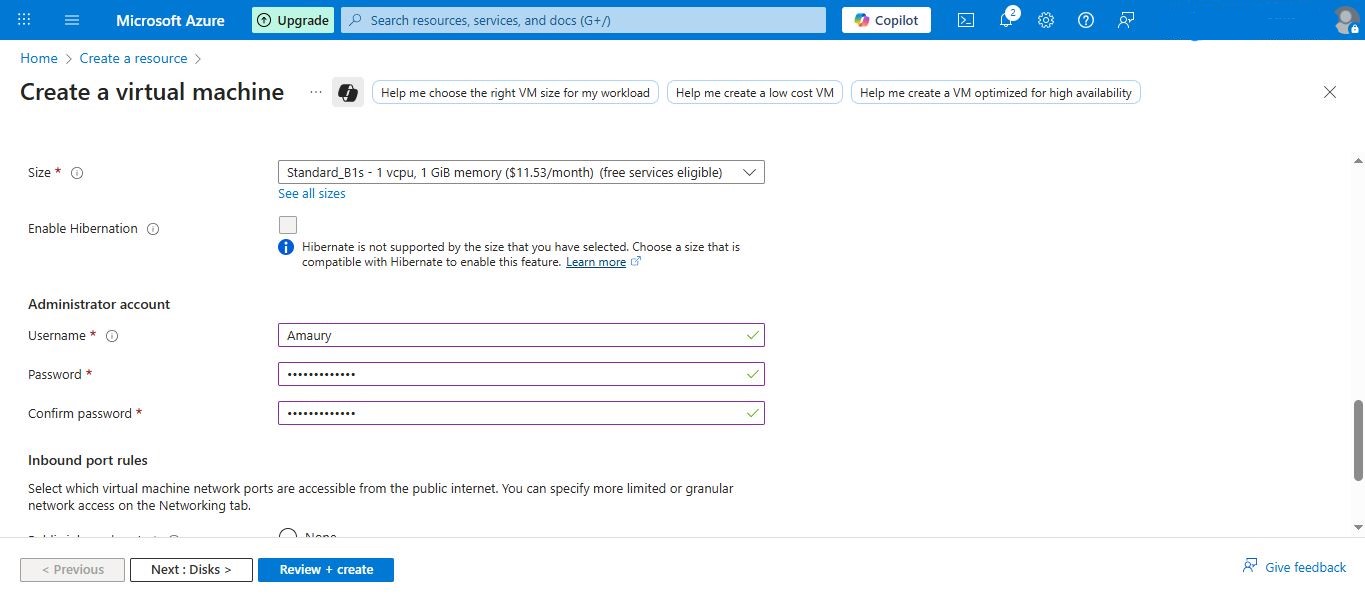 Microsoft Azure
Upgrade
Search resources, services, and docs (G+/)
Copilot
2
Home > Create a resource >
Create a virtual machine
...
Help me choose the right VM size for my workload
Help me create a low cost VM
Help me create a VM optimized for high availability
Size *
Standard_B1s - 1 vcpu, 1 GiB memory ($11.53/month) (free services eligible)
See all sizes
Enable Hibernation
Hibernate is not supported by the size that you have selected. Choose a size that is
compatible with Hibernate to enable this feature. Learn more
Administrator account
Username *
Amaury
Password *
•••••••••••••
Confirm password *
•••••••••••••
Inbound port rules
Select which virtual machine network ports are accessible from the public internet. You can specify more limited or granular
network access on the Networking tab.
None
< Previous
Next : Disks >
Review + create
Give feedback